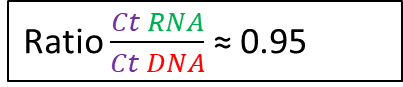 Ratio Ct RNA / Ct DNA ≈ 0.95